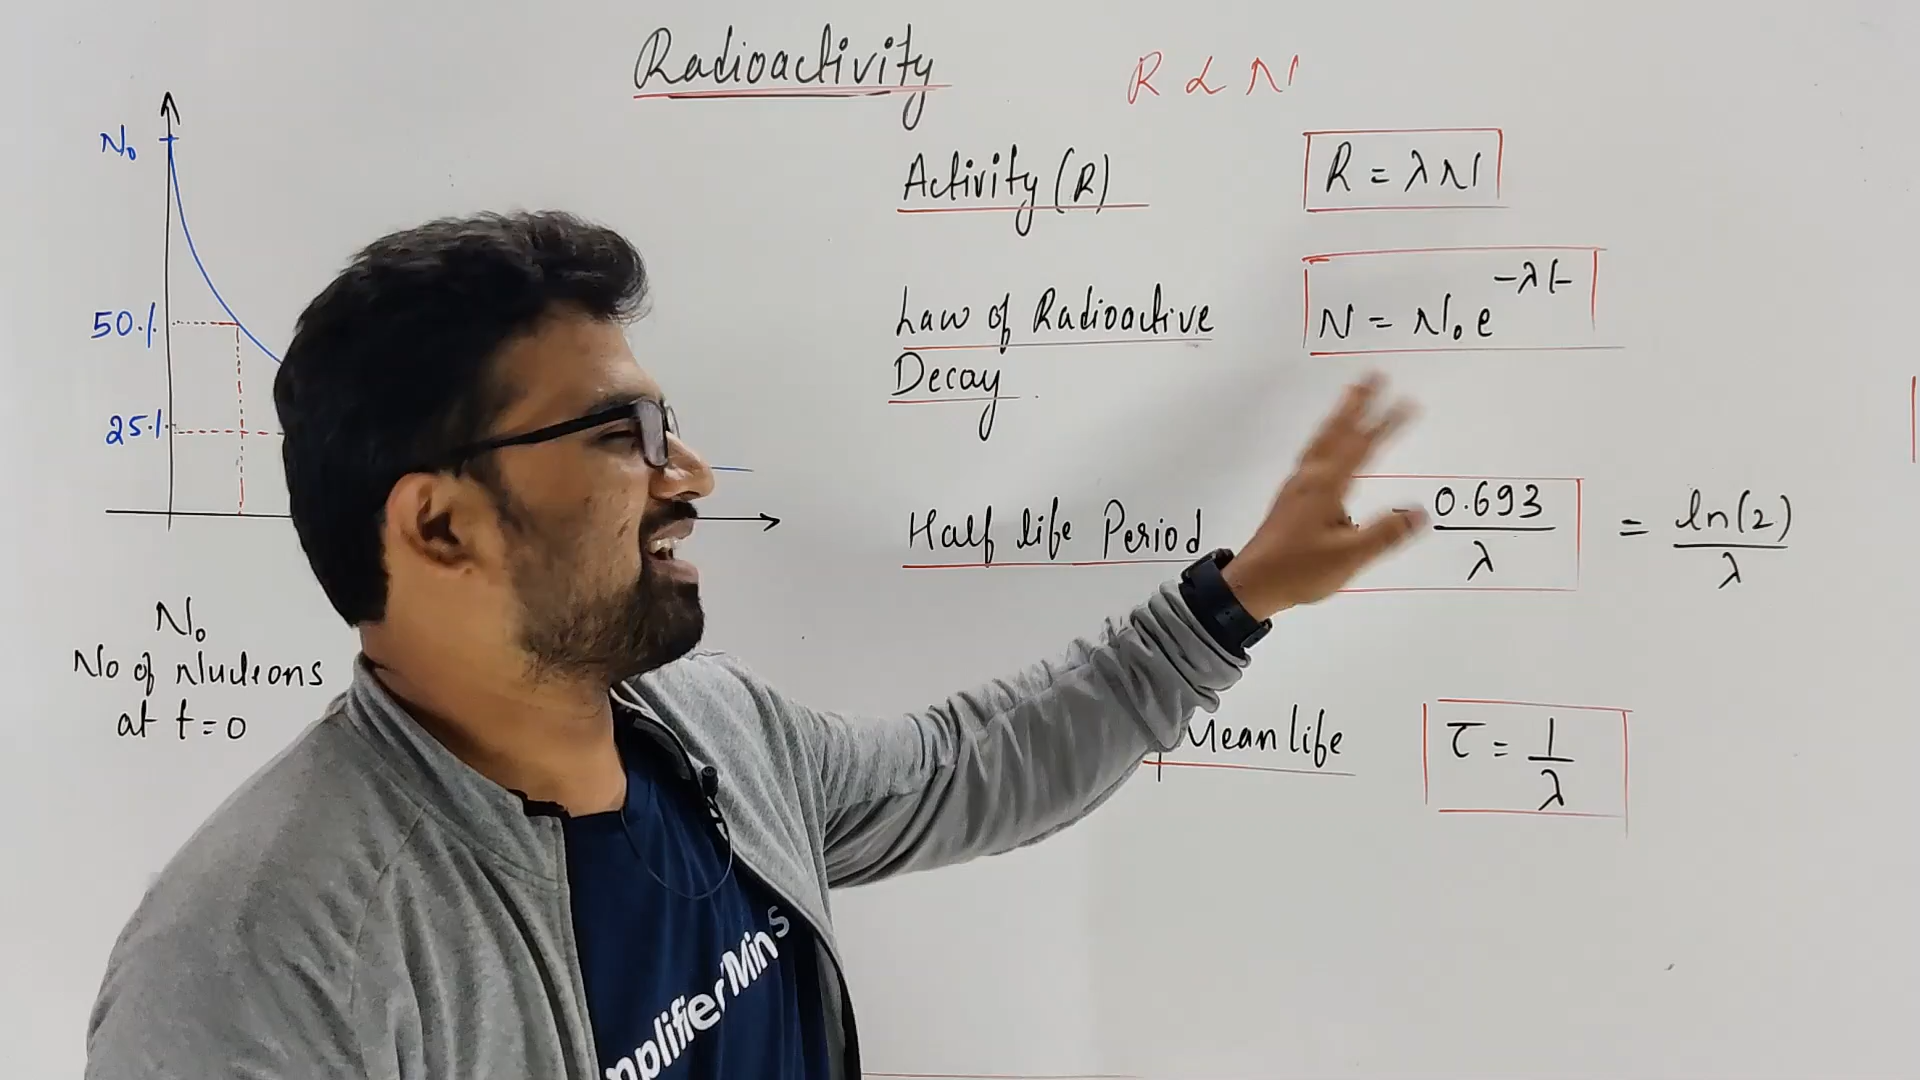 Radioactivity
R ∝ N
N₀
Activity (R)
R = λN
50%
Law of Radioactive
Decay
N = N₀e^(-λt)
25%
Half life Period
= 0.693/λ = ln(2)/λ
N₀
No of Nucleons
at t = 0
Mean life
τ = 1/λ